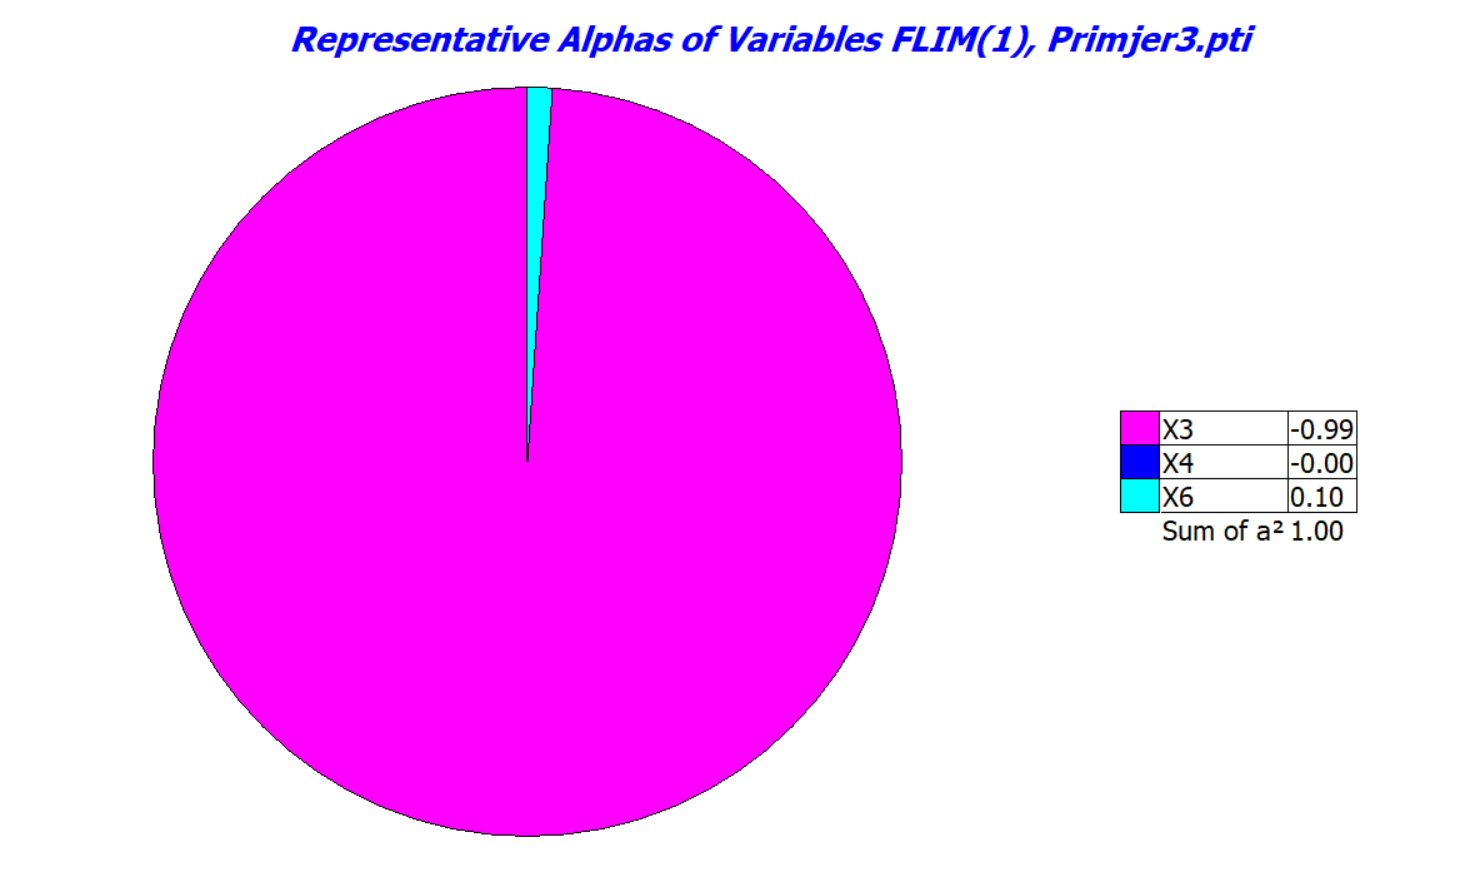 Representative Alphas of Variables FLIM(1), Primjer3.pti
X3 -0.99
X4 -0.00
X6 0.10
Sum of a² 1.00